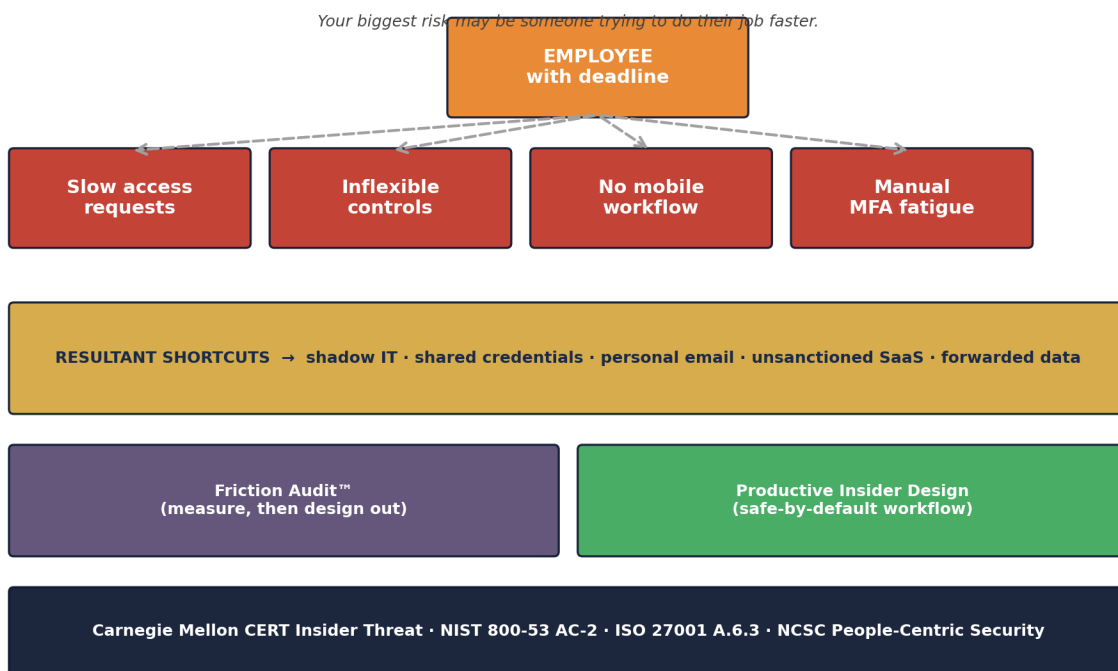 Your biggest risk may be someone trying to do their job faster.
EMPLOYEE
with deadline
Slow access
requests
Inflexible
controls
No mobile
workflow
Manual
MFA fatigue
RESULTANT SHORTCUTS → shadow IT · shared credentials · personal email · unsanctioned SaaS · forwarded data
Friction Audit™
(measure, then design out)
Productive Insider Design
(safe-by-default workflow)
Carnegie Mellon CERT Insider Threat · NIST 800-53 AC-2 · ISO 27001 A.6.3 · NCSC People-Centric Security